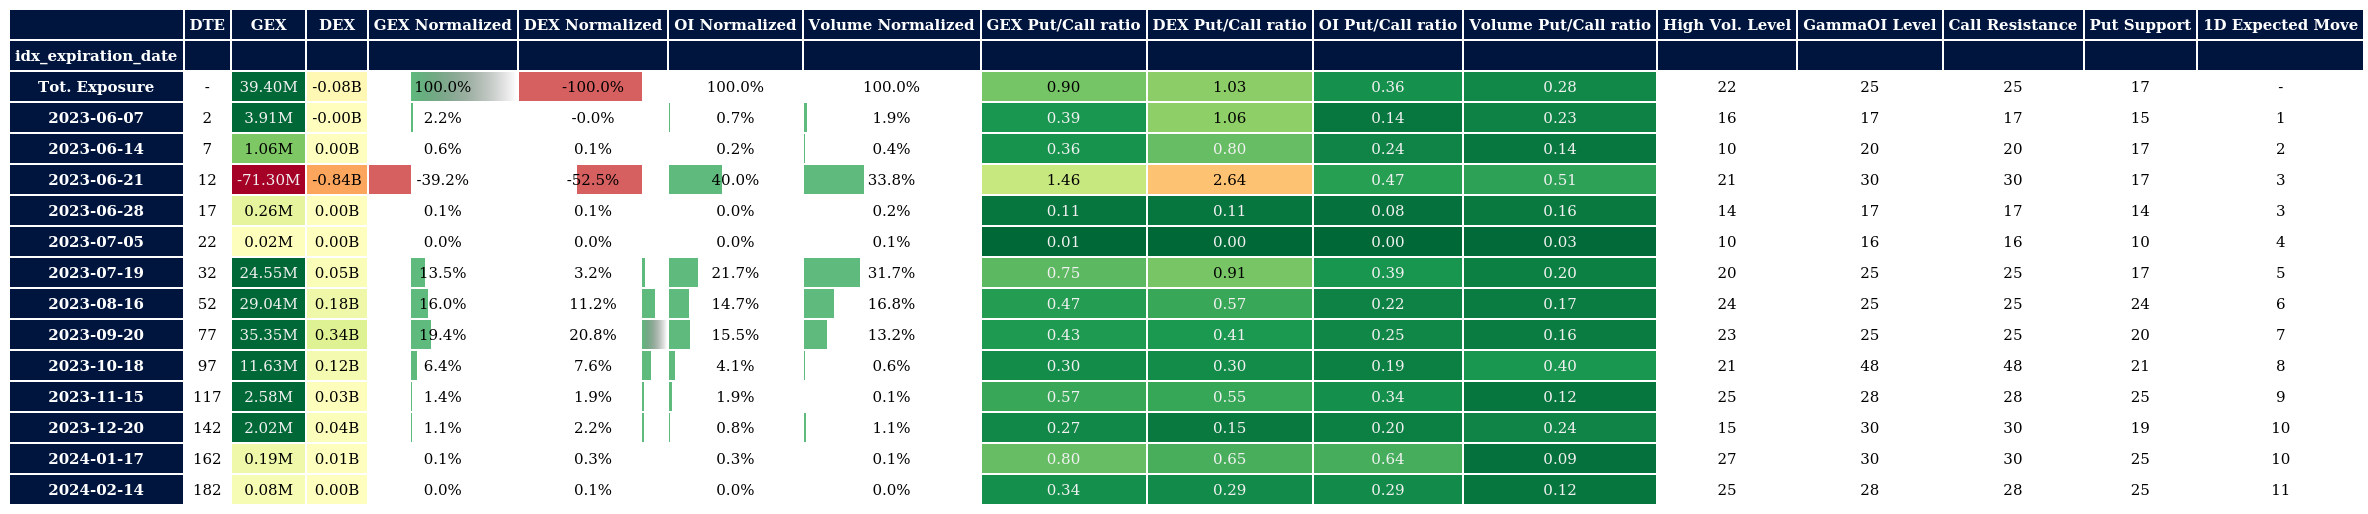 DTE GEX DEX GEX Normalized DEX Normalized OI Normalized Volume Normalized GEX Put/Call ratio DEX Put/Call ratio OI Put/Call ratio Volume Put/Call ratio High Vol. Level GammaOI Level Call Resistance Put Support 1D Expected Move
idx_expiration_date
Tot. Exposure - 39.40M -0.08B 100.0% -100.0% 100.0% 100.0% 0.90 1.03 0.36 0.28 22 25 25 17 -
2023-06-07 2 3.91M -0.00B 2.2% -0.0% 0.7% 1.9% 0.39 1.06 0.14 0.23 16 17 17 15 1
2023-06-14 7 1.06M 0.00B 0.6% 0.1% 0.2% 0.4% 0.36 0.80 0.24 0.14 10 20 20 17 2
2023-06-21 12 -71.30M -0.84B -39.2% -52.5% 40.0% 33.8% 1.46 2.64 0.47 0.51 21 30 30 17 3
2023-06-28 17 0.26M 0.00B 0.1% 0.1% 0.0% 0.2% 0.11 0.11 0.08 0.16 14 17 17 14 3
2023-07-05 22 0.02M 0.00B 0.0% 0.0% 0.0% 0.1% 0.01 0.00 0.00 0.03 10 16 16 10 4
2023-07-19 32 24.55M 0.05B 13.5% 3.2% 21.7% 31.7% 0.75 0.91 0.39 0.20 20 25 25 17 5
2023-08-16 52 29.04M 0.18B 16.0% 11.2% 14.7% 16.8% 0.47 0.57 0.22 0.17 24 25 25 24 6
2023-09-20 77 35.35M 0.34B 19.4% 20.8% 15.5% 13.2% 0.43 0.41 0.25 0.16 23 25 25 20 7
2023-10-18 97 11.63M 0.12B 6.4% 7.6% 4.1% 0.6% 0.30 0.30 0.19 0.40 21 48 48 21 8
2023-11-15 117 2.58M 0.03B 1.4% 1.9% 1.9% 0.1% 0.57 0.55 0.34 0.12 25 28 28 25 9
2023-12-20 142 2.02M 0.04B 1.1% 2.2% 0.8% 1.1% 0.27 0.15 0.20 0.24 15 30 30 19 10
2024-01-17 162 0.19M 0.01B 0.1% 0.3% 0.3% 0.1% 0.80 0.65 0.64 0.09 27 30 30 25 10
2024-02-14 182 0.08M 0.00B 0.0% 0.1% 0.0% 0.0% 0.34 0.29 0.29 0.12 25 28 28 25 11